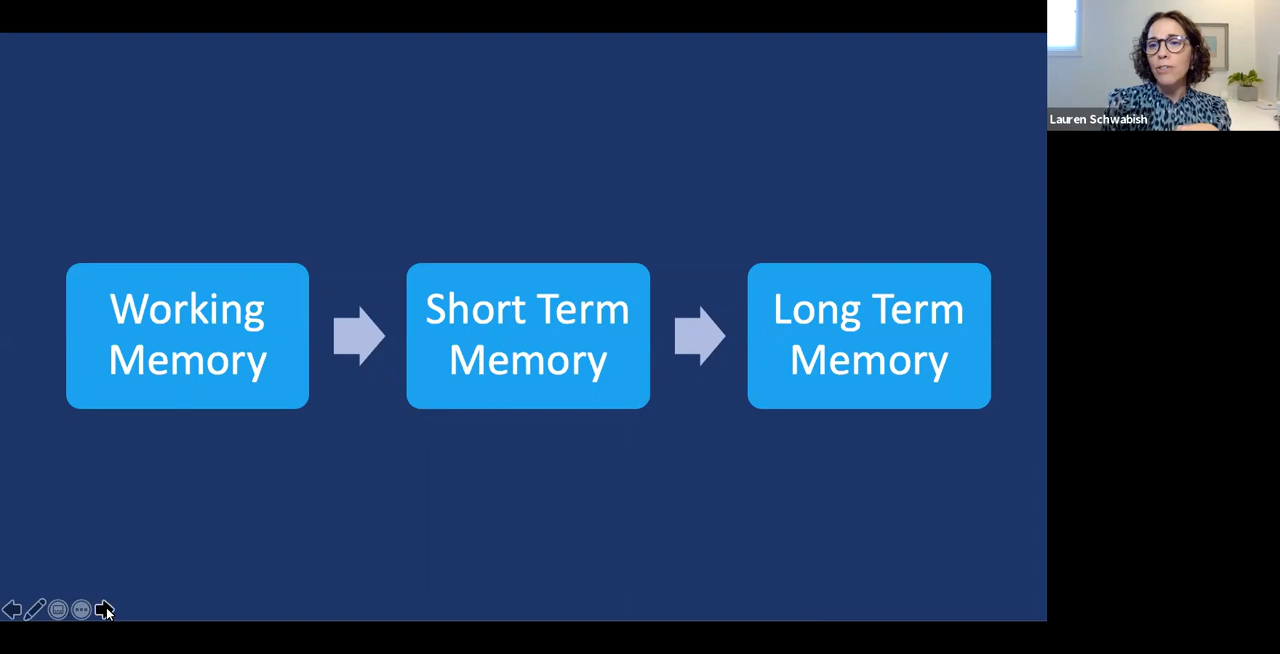 Working
Memory
Short Term
Memory
Long Term
Memory
Lauren Schwabish